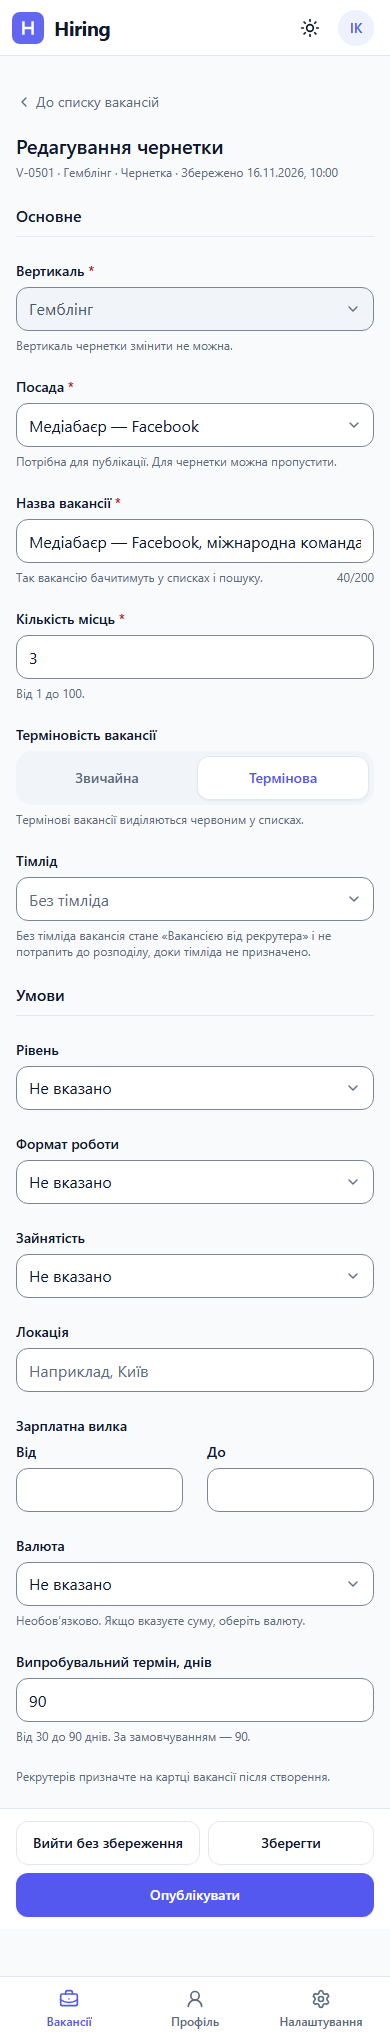 H Hiring
ІК
До списку вакансій
Редагування чернетки
V-0501 · Гемблінг · Чернетка · Збережено 16.11.2026, 10:00
Основне
Вертикаль *
Гемблінг
Вертикаль чернетки змінити не можна.
Посада *
Медіабаєр — Facebook
Потрібна для публікації. Для чернетки можна пропустити.
Назва вакансії *
Медіабаєр — Facebook, міжнародна команда
Так вакансію бачитимуть у списках і пошуку. 40/200
Кількість місць *
3
Від 1 до 100.
Терміновість вакансії
Звичайна Термінова
Термінові вакансії виділяються червоним у списках.
Тімлід
Без тімліда
Без тімліда вакансія стане «Вакансією від рекрутера» і не
потрапить до розподілу, доки тімліда не призначено.
Умови
Рівень
Не вказано
Формат роботи
Не вказано
Зайнятість
Не вказано
Локація
Наприклад, Київ
Зарплатна вилка
Від До
Валюта
Не вказано
Необов’язково. Якщо вказуєте суму, оберіть валюту.
Випробувальний термін, днів
90
Від 30 до 90 днів. За замовчуванням — 90.
Рекрутерів призначте на картці вакансії після створення.
Вийти без збереження Зберегти
Опублікувати
Вакансії Профіль Налаштування